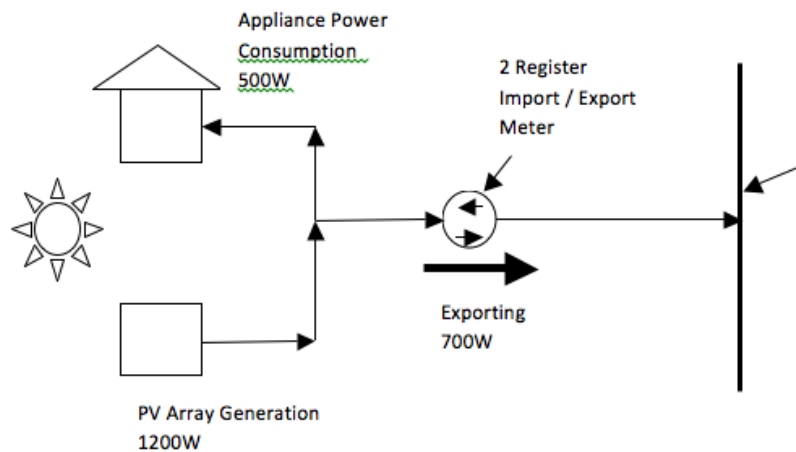 Appliance Power
Consumption
500W
2 Register
Import / Export
Meter
Exporting
700W
PV Array Generation
1200W